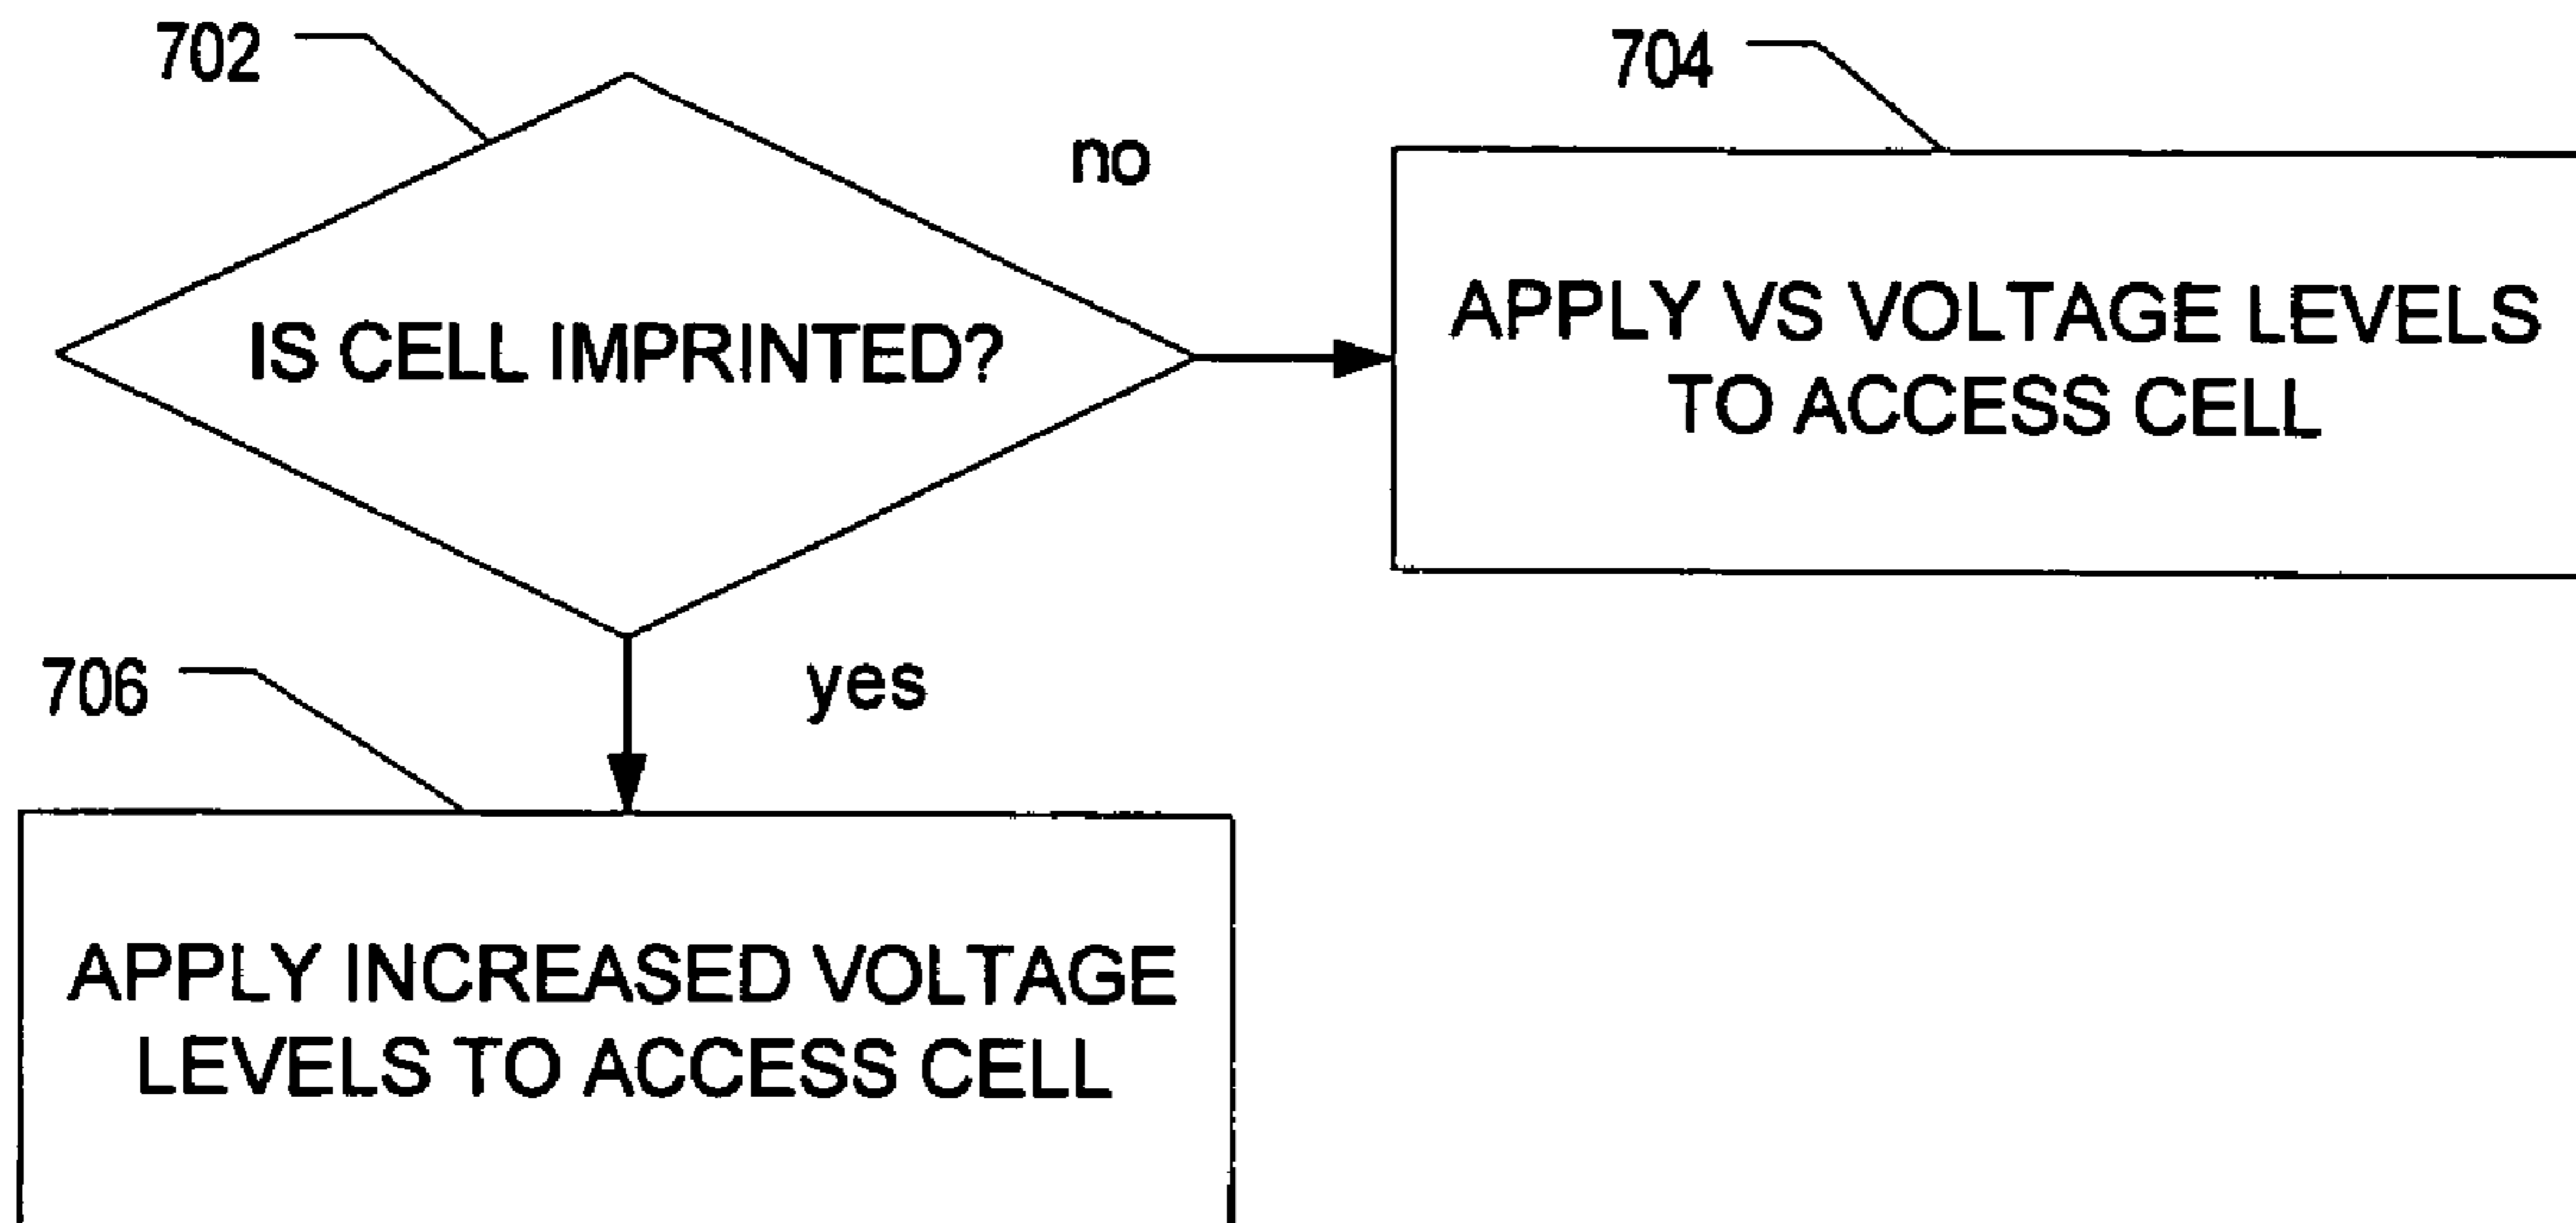 702
704
no
IS CELL IMPRINTED?
APPLY VS VOLTAGE LEVELS
TO ACCESS CELL
706
yes
APPLY INCREASED VOLTAGE
LEVELS TO ACCESS CELL